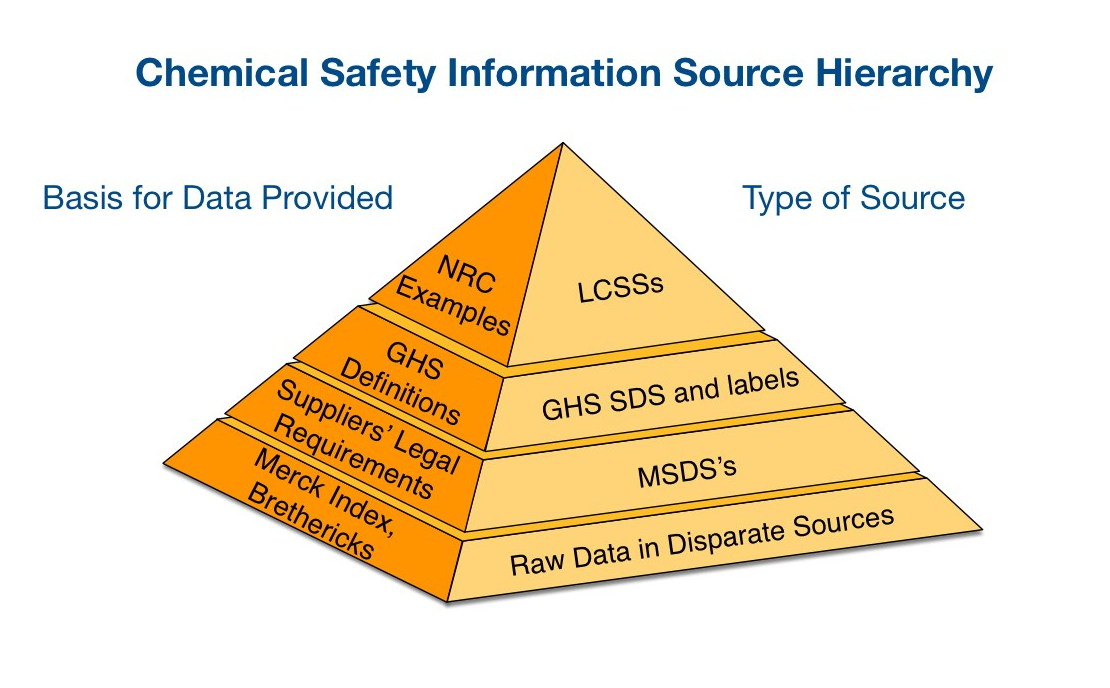 Chemical Safety Information Source Hierarchy
Basis for Data Provided
Type of Source
NRC
Examples
LCSSs
GHS
Definitions
GHS SDS and labels
Suppliers’ Legal
Requirements
MSDS’s
Merck Index,
Brethericks
Raw Data in Disparate Sources